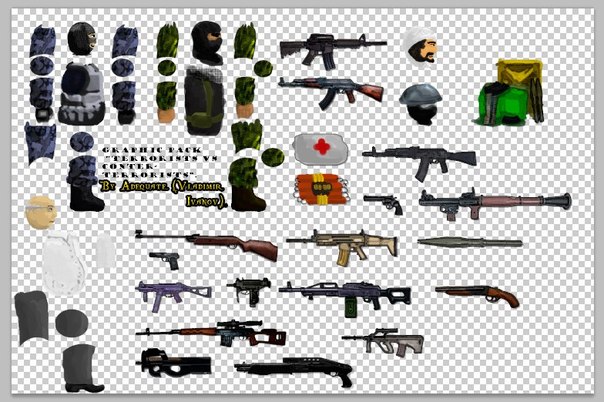 Graphic pack
"Terrorists vs
Conter-
terrorists".
By Adequate (Vladimir
Ivanov).